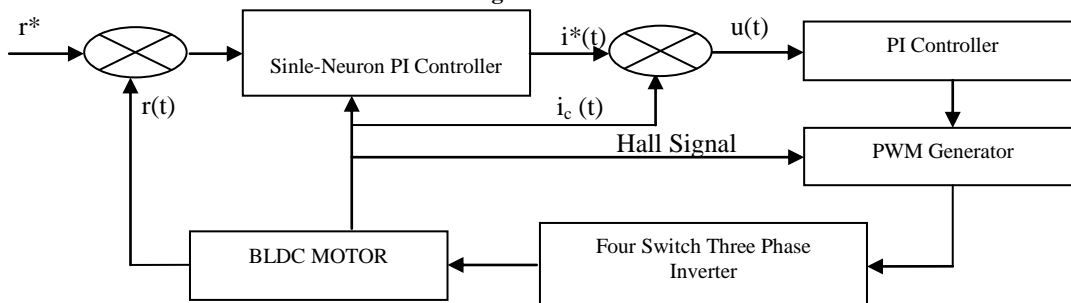 r*
i*(t)
u(t)
PI Controller
Sinle-Neuron PI Controller
r(t)
i_c (t)
Hall Signal
PWM Generator
BLDC MOTOR
Four Switch Three Phase
Inverter